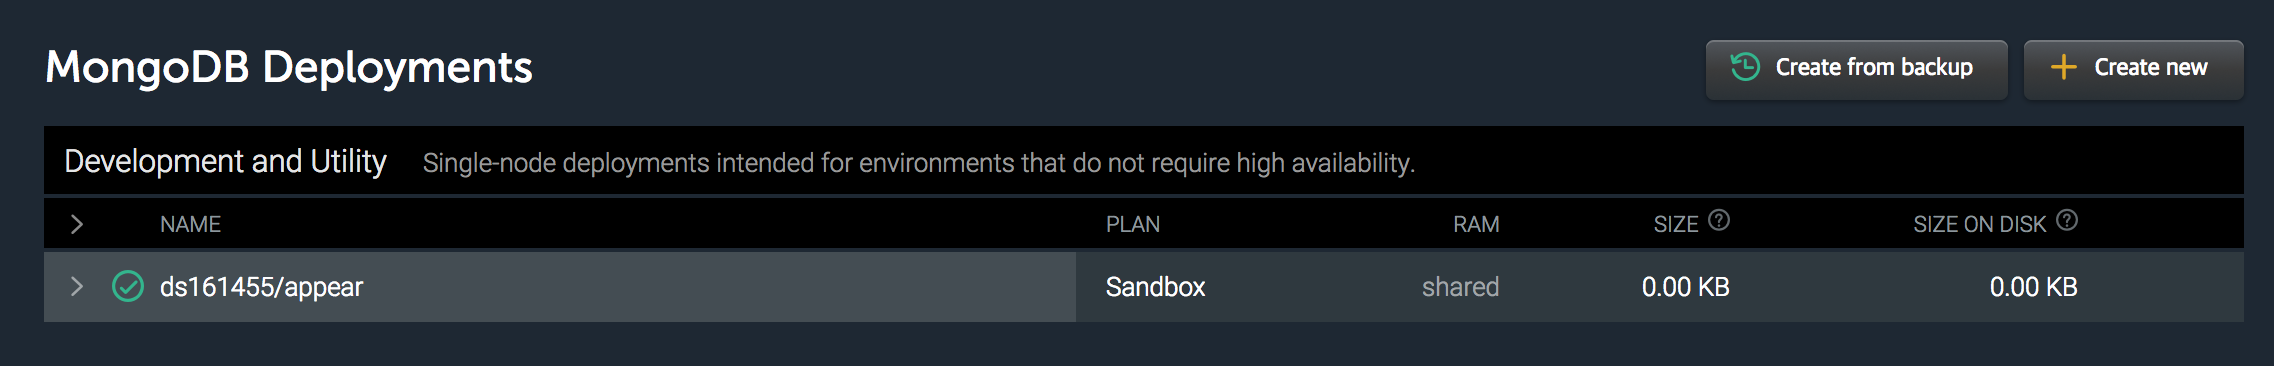 MongoDB Deployments
Create from backup
Create new
Development and Utility Single-node deployments intended for environments that do not require high availability.
NAME PLAN RAM SIZE ? SIZE ON DISK ?
ds161455/appear Sandbox shared 0.00 KB 0.00 KB